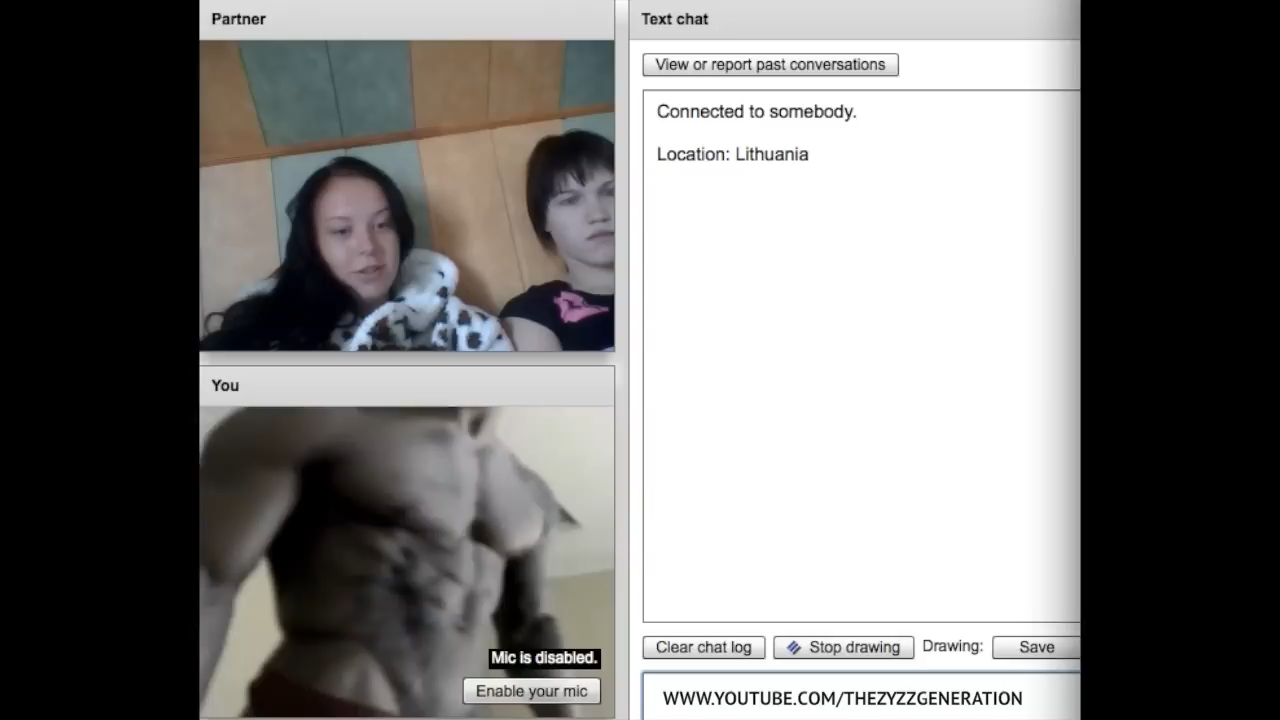 Partner
Text chat
View or report past conversations
Connected to somebody.
Location: Lithuania
You
Mic is disabled.
Enable your mic
Clear chat log
Stop drawing
Drawing:
Save
WWW.YOUTUBE.COM/THEZYZZGENERATION